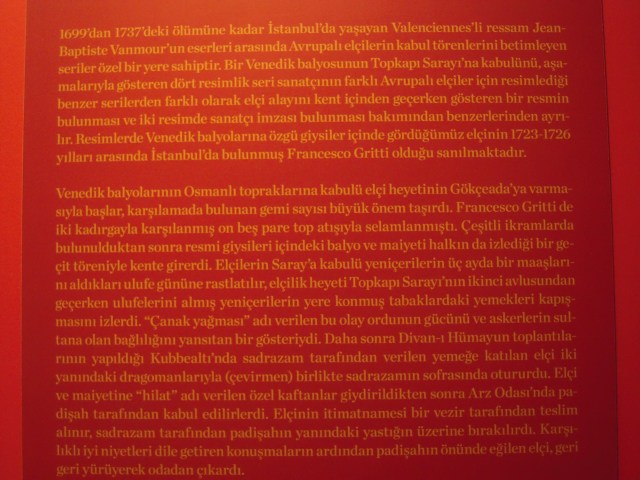 1699'dan 1737'deki ölümüne kadar İstanbul'da yaşayan Valenciennes'li ressam Jean-
Baptiste Vanmour'un eserleri arasında Avrupalı elçilerin kabul törenlerini betimleyen
seriler özel bir yere sahiptir. Bir Venedik balyosunun Topkapı Sarayı'na kabulünü, aşa-
malarıyla gösteren dört resimlik seri sanatçının farklı Avrupalı elçiler için resimlediği
benzer serilerden farklı olarak elçi alayını kent içinden geçerken gösteren bir resmin
bulunması ve iki resimde sanatçı imzası bulunması bakımından benzerlerinden ayrı-
lır. Resimlerde Venedik balyolarına özgü giysiler içinde gördüğümüz elçinin 1723-1726
yılları arasında İstanbul'da bulunmuş Francesco Gritti olduğu sanılmaktadır.
Venedik balyolarının Osmanlı topraklarına kabulü elçi heyetinin Gökçeada'ya varma-
sıyla başlar, karşılamada bulunan gemi sayısı büyük önem taşırdı. Francesco Gritti de
iki kadırgayla karşılanmış on beş pare top atışıyla selamlanmıştı. Çeşitli ikramlarda
bulunulduktan sonra resmi giysileri içindeki balyo ve maiyeti halkın da izlediği bir ge-
çit töreniyle kente girerdi. Elçilerin Saray'a kabulü yeniçerilerin üç ayda bir maaşları-
nı aldıkları ulufe gününe rastlatılır, elçilik heyeti Topkapı Sarayı'nın ikinci avlusundan
geçerken ulufelerini almış yeniçerilerin yere konmuş tabaklardaki yemekleri kapış-
masını izlerdi. "Çanak yağması" adı verilen bu olay ordunun gücünü ve askerlerin sul-
tana olan bağlılığını yansıtan bir gösteriydi. Daha sonra Divan-ı Hümayun toplantıla-
rının yapıldığı Kubbealtı'nda sadrazam tarafından verilen yemeğe katılan elçi iki
yanındaki dragomanlarıyla (çevirmen) birlikte sadrazamın sofrasında otururdu. Elçi
ve maiyetine "hilat" adı verilen özel kaftanlar giydirildikten sonra Arz Odası'nda pa-
dişah tarafından kabul edilirlerdi. Elçinin itimatnamesi bir vezir tarafından teslim
alınır, sadrazam tarafından padişahın yanındaki yastığın üzerine bırakılırdı. Karşı-
lıklı iyi niyetleri dile getiren konuşmaların ardından padişahın önünde eğilen elçi, geri
geri yürüyerek odadan çıkardı.